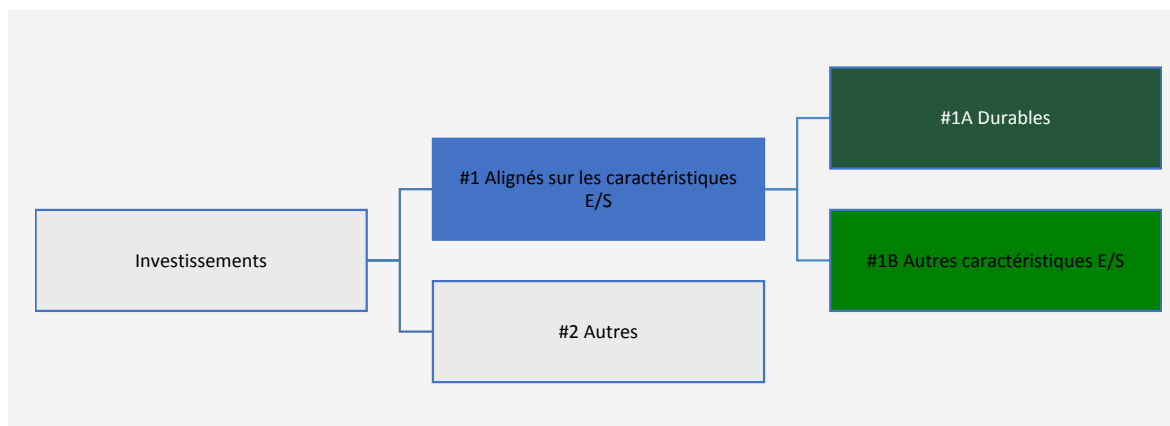 #1A Durables
#1 Alignés sur les caractéristiques
E/S
Investissements
#1B Autres caractéristiques E/S
#2 Autres